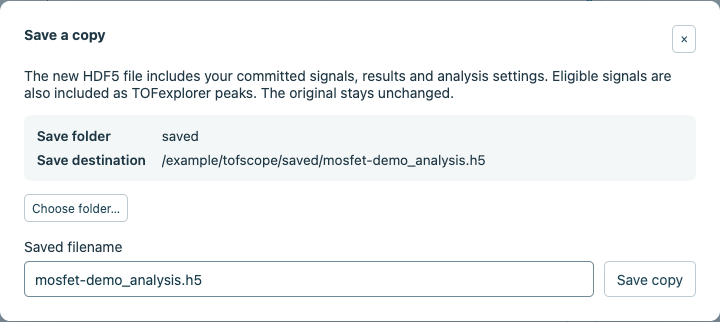 Save a copy
×
The new HDF5 file includes your committed signals, results and analysis settings. Eligible signals are
also included as TOFexplorer peaks. The original stays unchanged.
Save folder saved
Save destination /example/tofscope/saved/mosfet-demo_analysis.h5
Choose folder...
Saved filename
mosfet-demo_analysis.h5
Save copy